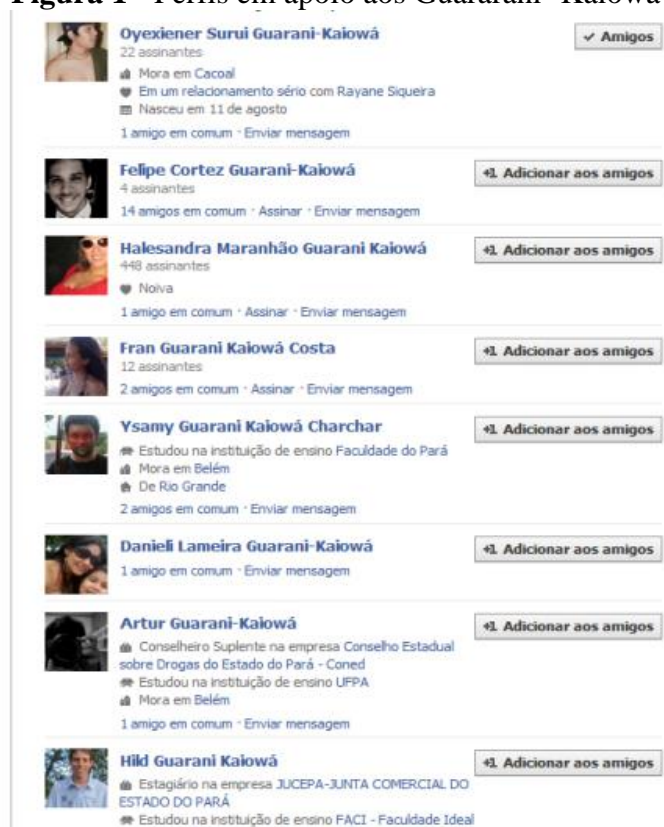 Figura 1 - Perfis em apoio aos Guararani- Kaiowá
Oyexiener Surui Guarani-Kaiowá
Amigos
22 assinantes
Mora em Cacoal
Em um relacionamento sério com Rayane Siqueira
Nasceu em 11 de agosto
1 amigo em comum · Enviar mensagem
Felipe Cortez Guarani-Kaiowá
+1 Adicionar aos amigos
4 assinantes
14 amigos em comum · Assinar · Enviar mensagem
Halesandra Maranhão Guarani Kaiowá
+1 Adicionar aos amigos
448 assinantes
Noiva
1 amigo em comum · Assinar · Enviar mensagem
Fran Guarani Kaiowá Costa
+1 Adicionar aos amigos
12 assinantes
2 amigos em comum · Assinar · Enviar mensagem
Ysamy Guarani Kaiowá Charchar
+1 Adicionar aos amigos
Estudou na instituição de ensino Faculdade do Pará
Mora em Belém
De Rio Grande
2 amigos em comum · Enviar mensagem
Danieli Lameira Guarani-Kaiowá
+1 Adicionar aos amigos
1 amigo em comum · Enviar mensagem
Artur Guarani-Kaiowá
+1 Adicionar aos amigos
Conselheiro Suplente na empresa Conselho Estadual
sobre Drogas do Estado do Pará - Coned
Estudou na instituição de ensino UFPA
Mora em Belém
1 amigo em comum · Enviar mensagem
Hild Guarani Kaiowá
+1 Adicionar aos amigos
Estagiário na empresa JUCEPA-JUNTA COMERCIAL DO
ESTADO DO PARÁ
Estudou na instituição de ensino FACI - Faculdade Ideal